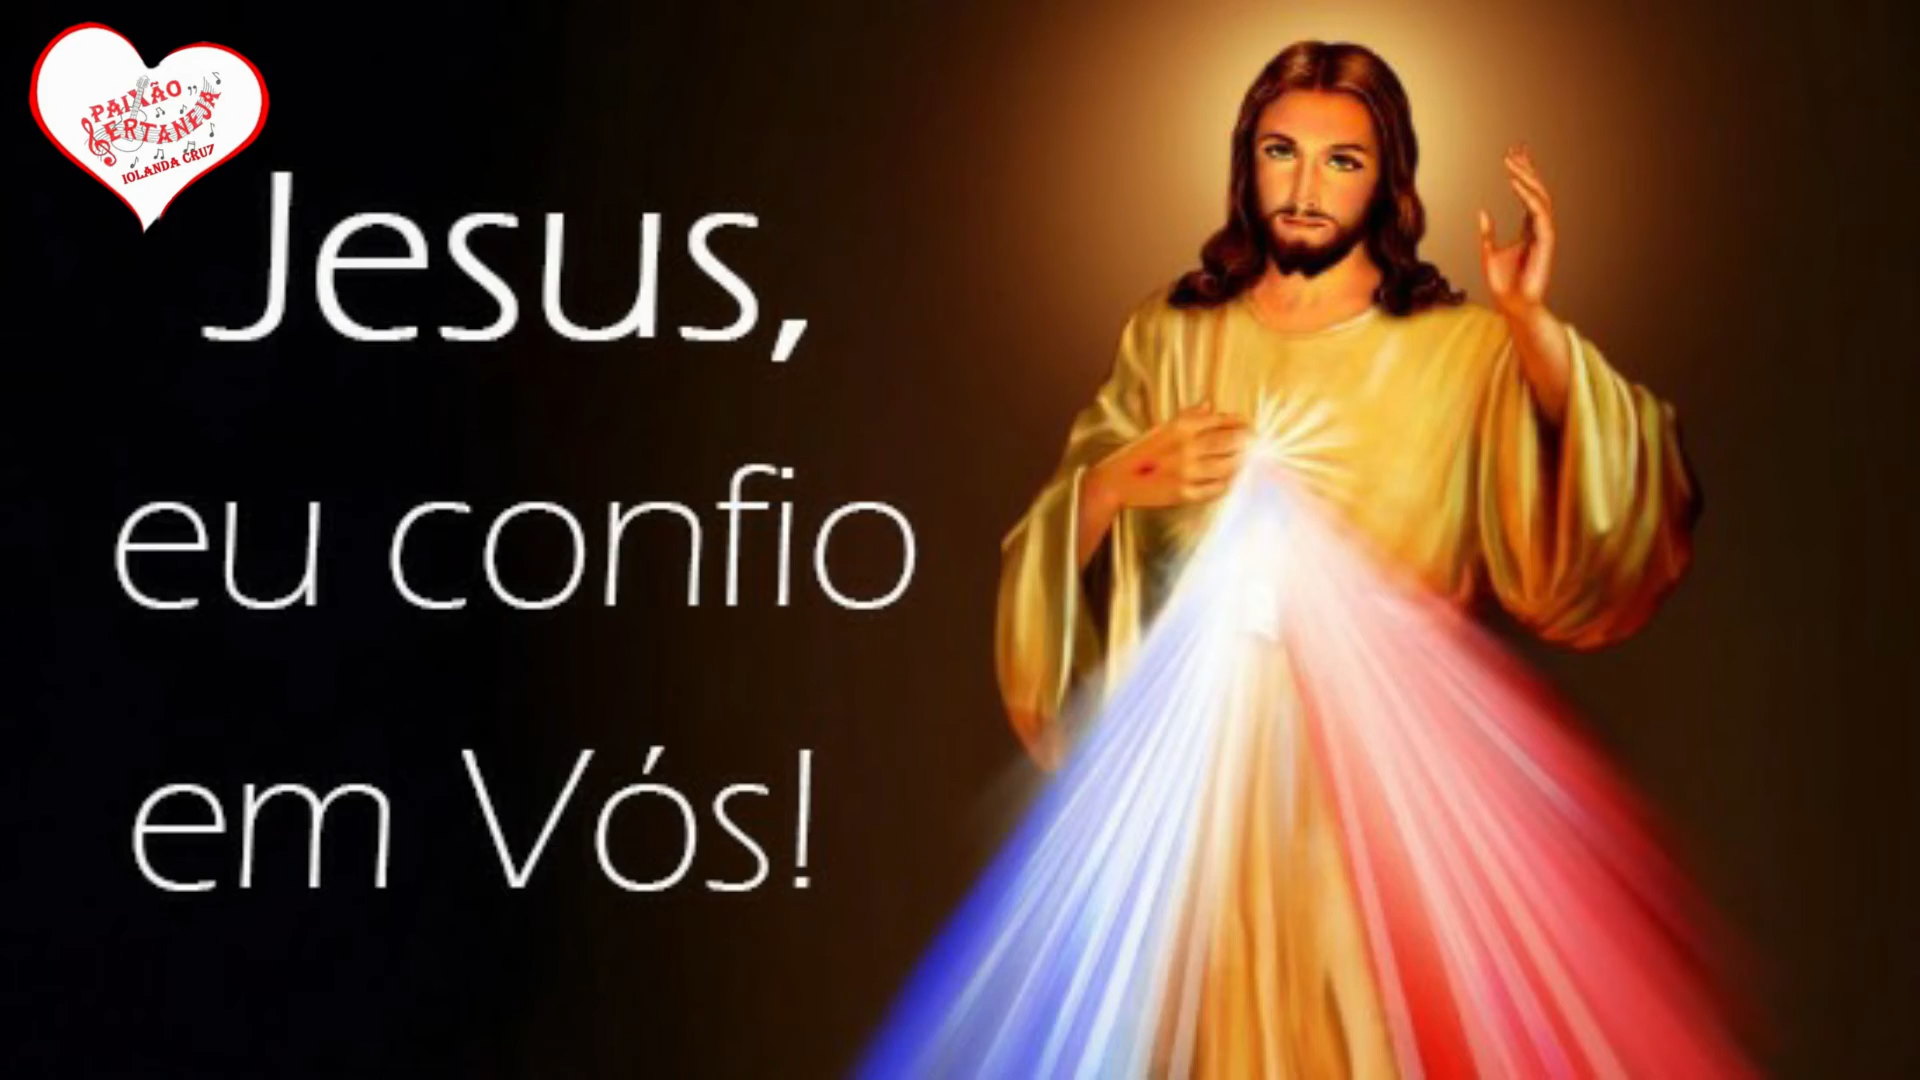 PAIXÃO
SERTANEJA
IOLANDA CRUZ
Jesus,
eu confio
em Vós!